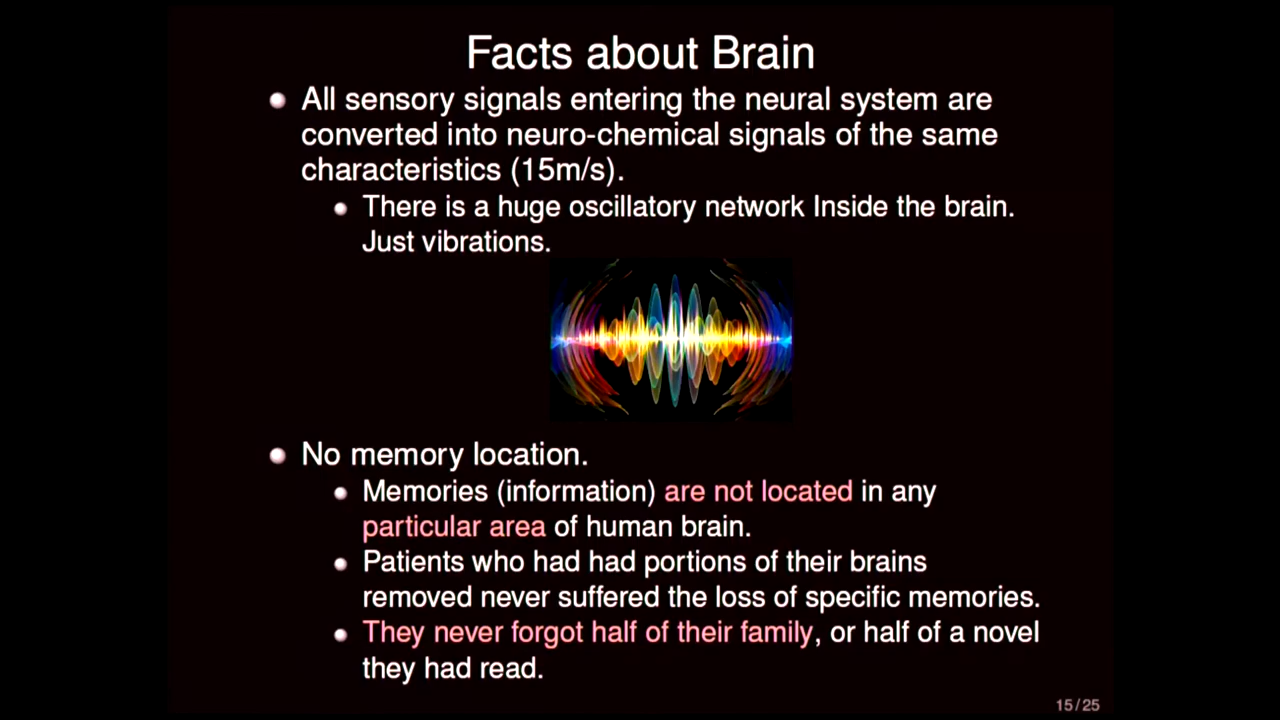 Facts about Brain
All sensory signals entering the neural system are
converted into neuro-chemical signals of the same
characteristics (15m/s).
There is a huge oscillatory network Inside the brain.
Just vibrations.
No memory location.
Memories (information) are not located in any
particular area of human brain.
Patients who had had portions of their brains
removed never suffered the loss of specific memories.
They never forgot half of their family, or half of a novel
they had read.
15/25